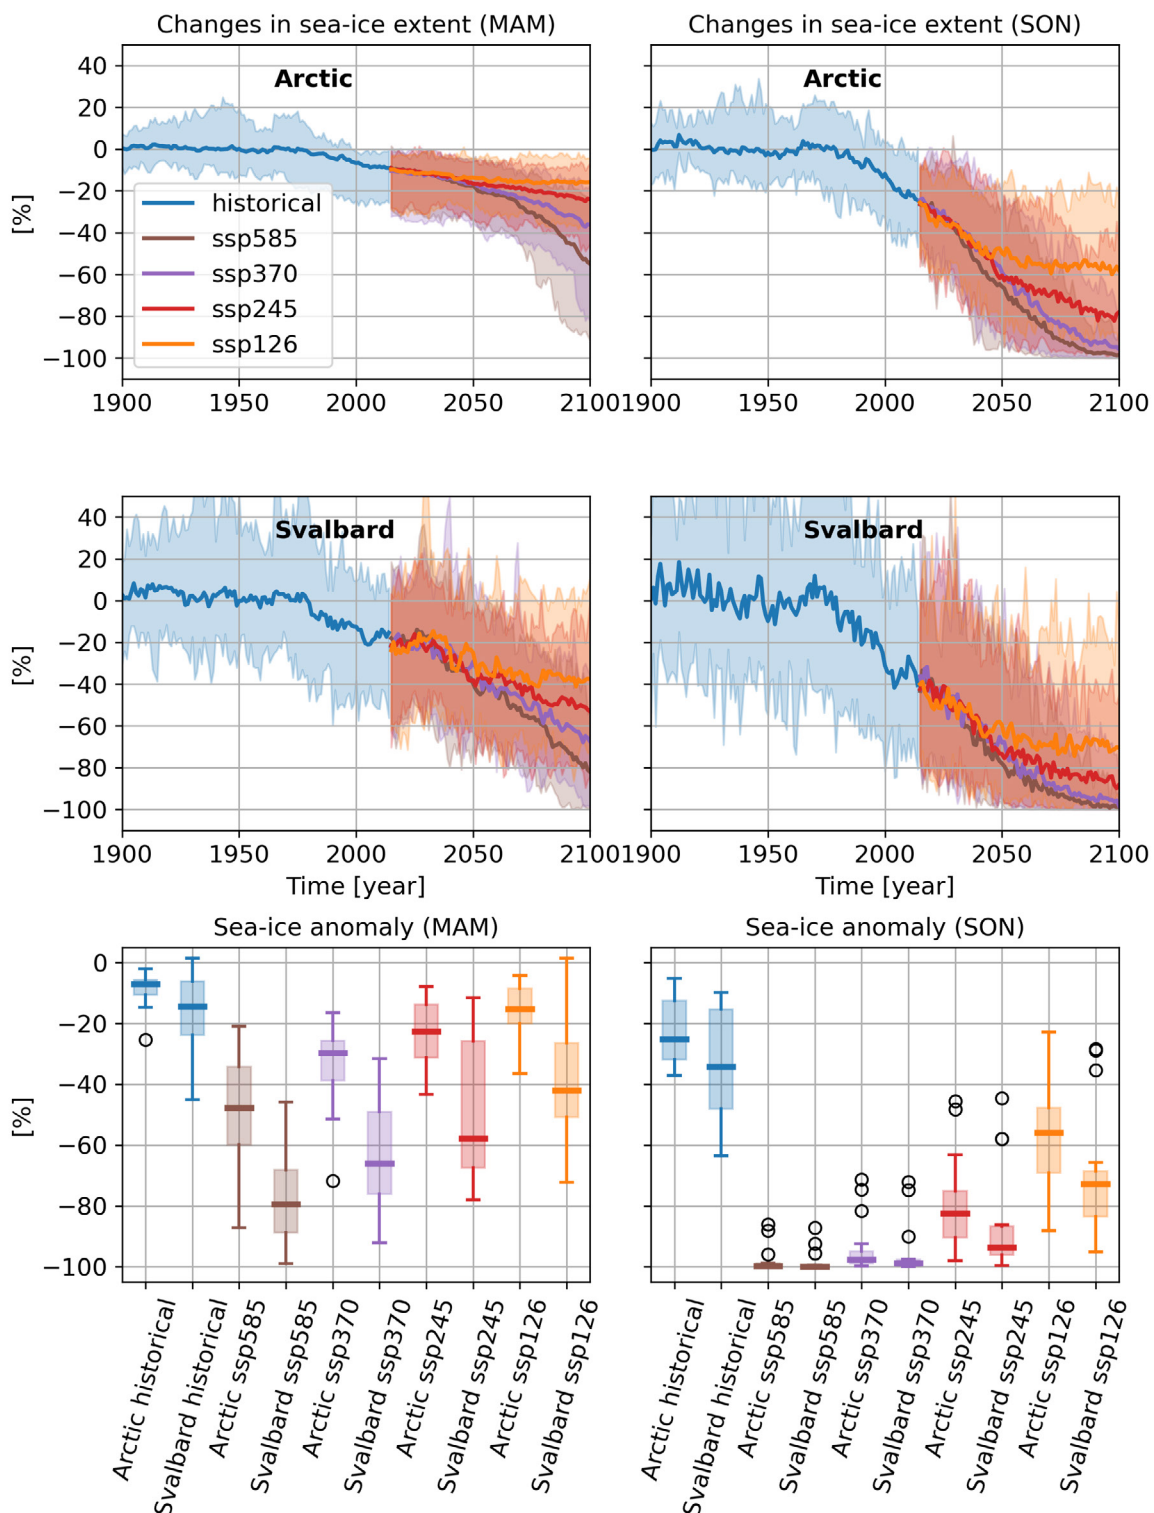 Changes in sea-ice extent (MAM)
Changes in sea-ice extent (SON)
40
20
0
−20
−40
−60
−80
−100
[%]
Arctic
historical
ssp585
ssp370
ssp245
ssp126
1900
1950
2000
2050
2100
Arctic
1900
1950
2000
2050
2100
40
20
0
−20
−40
−60
−80
−100
[%]
Svalbard
1900
1950
2000
2050
2100
Time [year]
Svalbard
1900
1950
2000
2050
2100
Time [year]
Sea-ice anomaly (MAM)
Sea-ice anomaly (SON)
0
−20
−40
−60
−80
−100
[%]
Arctic historical
Svalbard historical
Arctic ssp585
Svalbard ssp585
Arctic ssp370
Svalbard ssp370
Arctic ssp245
Svalbard ssp245
Arctic ssp126
Svalbard ssp126
Arctic historical
Svalbard historical
Arctic ssp585
Svalbard ssp585
Arctic ssp370
Svalbard ssp370
Arctic ssp245
Svalbard ssp245
Arctic ssp126
Svalbard ssp126